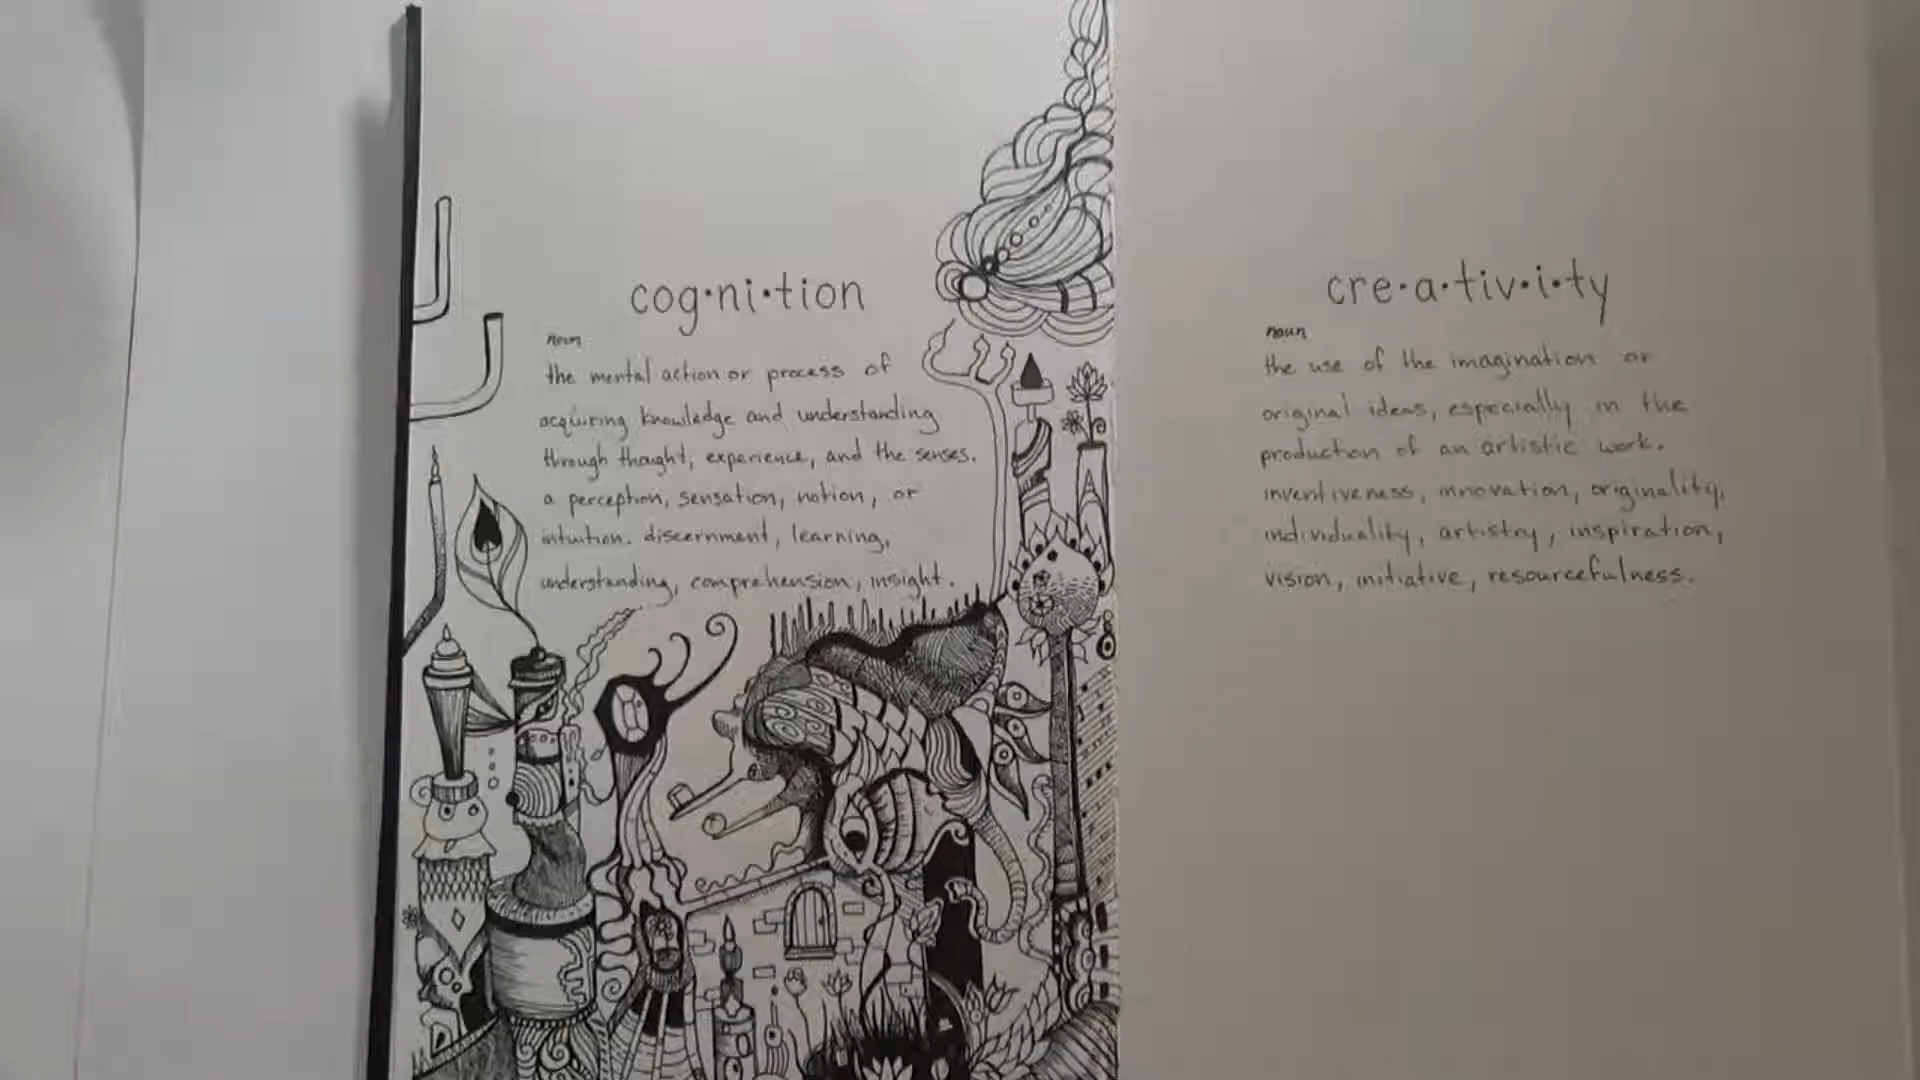 cog·ni·tion
noun
the mental action or process of
acquiring knowledge and understanding
through thought, experience, and the senses.
a perception, sensation, notion, or
intuition. discernment, learning,
understanding, comprehension, insight.
cre·a·tiv·i·ty
noun
the use of the imagination or
original ideas, especially in the
production of an artistic work.
inventiveness, innovation, originality,
individuality, artistry, inspiration,
vision, initiative, resourcefulness.